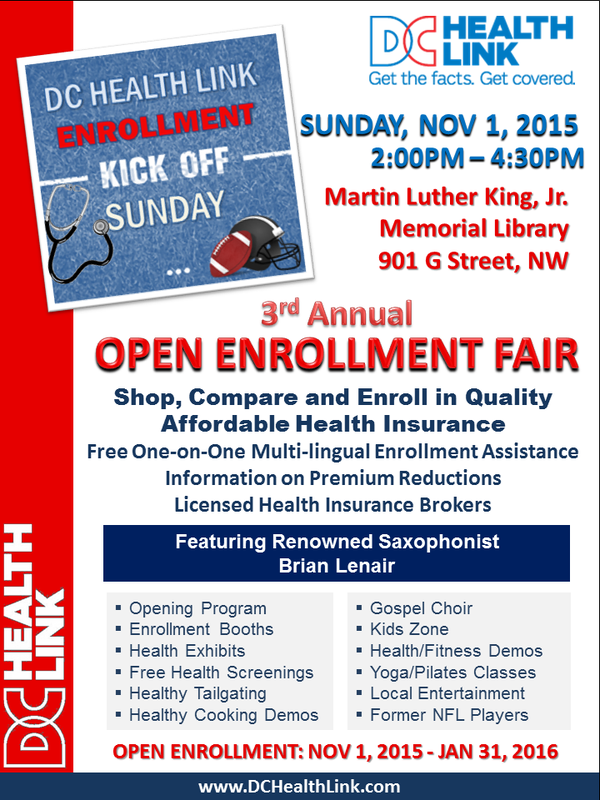 DC HEALTH LINK
ENROLLMENT
KICK OFF
SUNDAY
...
DC HEALTH
LINK
Get the facts. Get covered.
SUNDAY, NOV 1, 2015
2:00PM – 4:30PM
Martin Luther King, Jr.
Memorial Library
901 G Street, NW
3rd Annual
OPEN ENROLLMENT FAIR
Shop, Compare and Enroll in Quality
Affordable Health Insurance
Free One-on-One Multi-lingual Enrollment Assistance
Information on Premium Reductions
Licensed Health Insurance Brokers
Featuring Renowned Saxophonist
Brian Lenair
▪ Opening Program
▪ Enrollment Booths
▪ Health Exhibits
▪ Free Health Screenings
▪ Healthy Tailgating
▪ Healthy Cooking Demos
▪ Gospel Choir
▪ Kids Zone
▪ Health/Fitness Demos
▪ Yoga/Pilates Classes
▪ Local Entertainment
▪ Former NFL Players
DC HEALTH
LINK
OPEN ENROLLMENT: NOV 1, 2015 - JAN 31, 2016
www.DCHealthLink.com